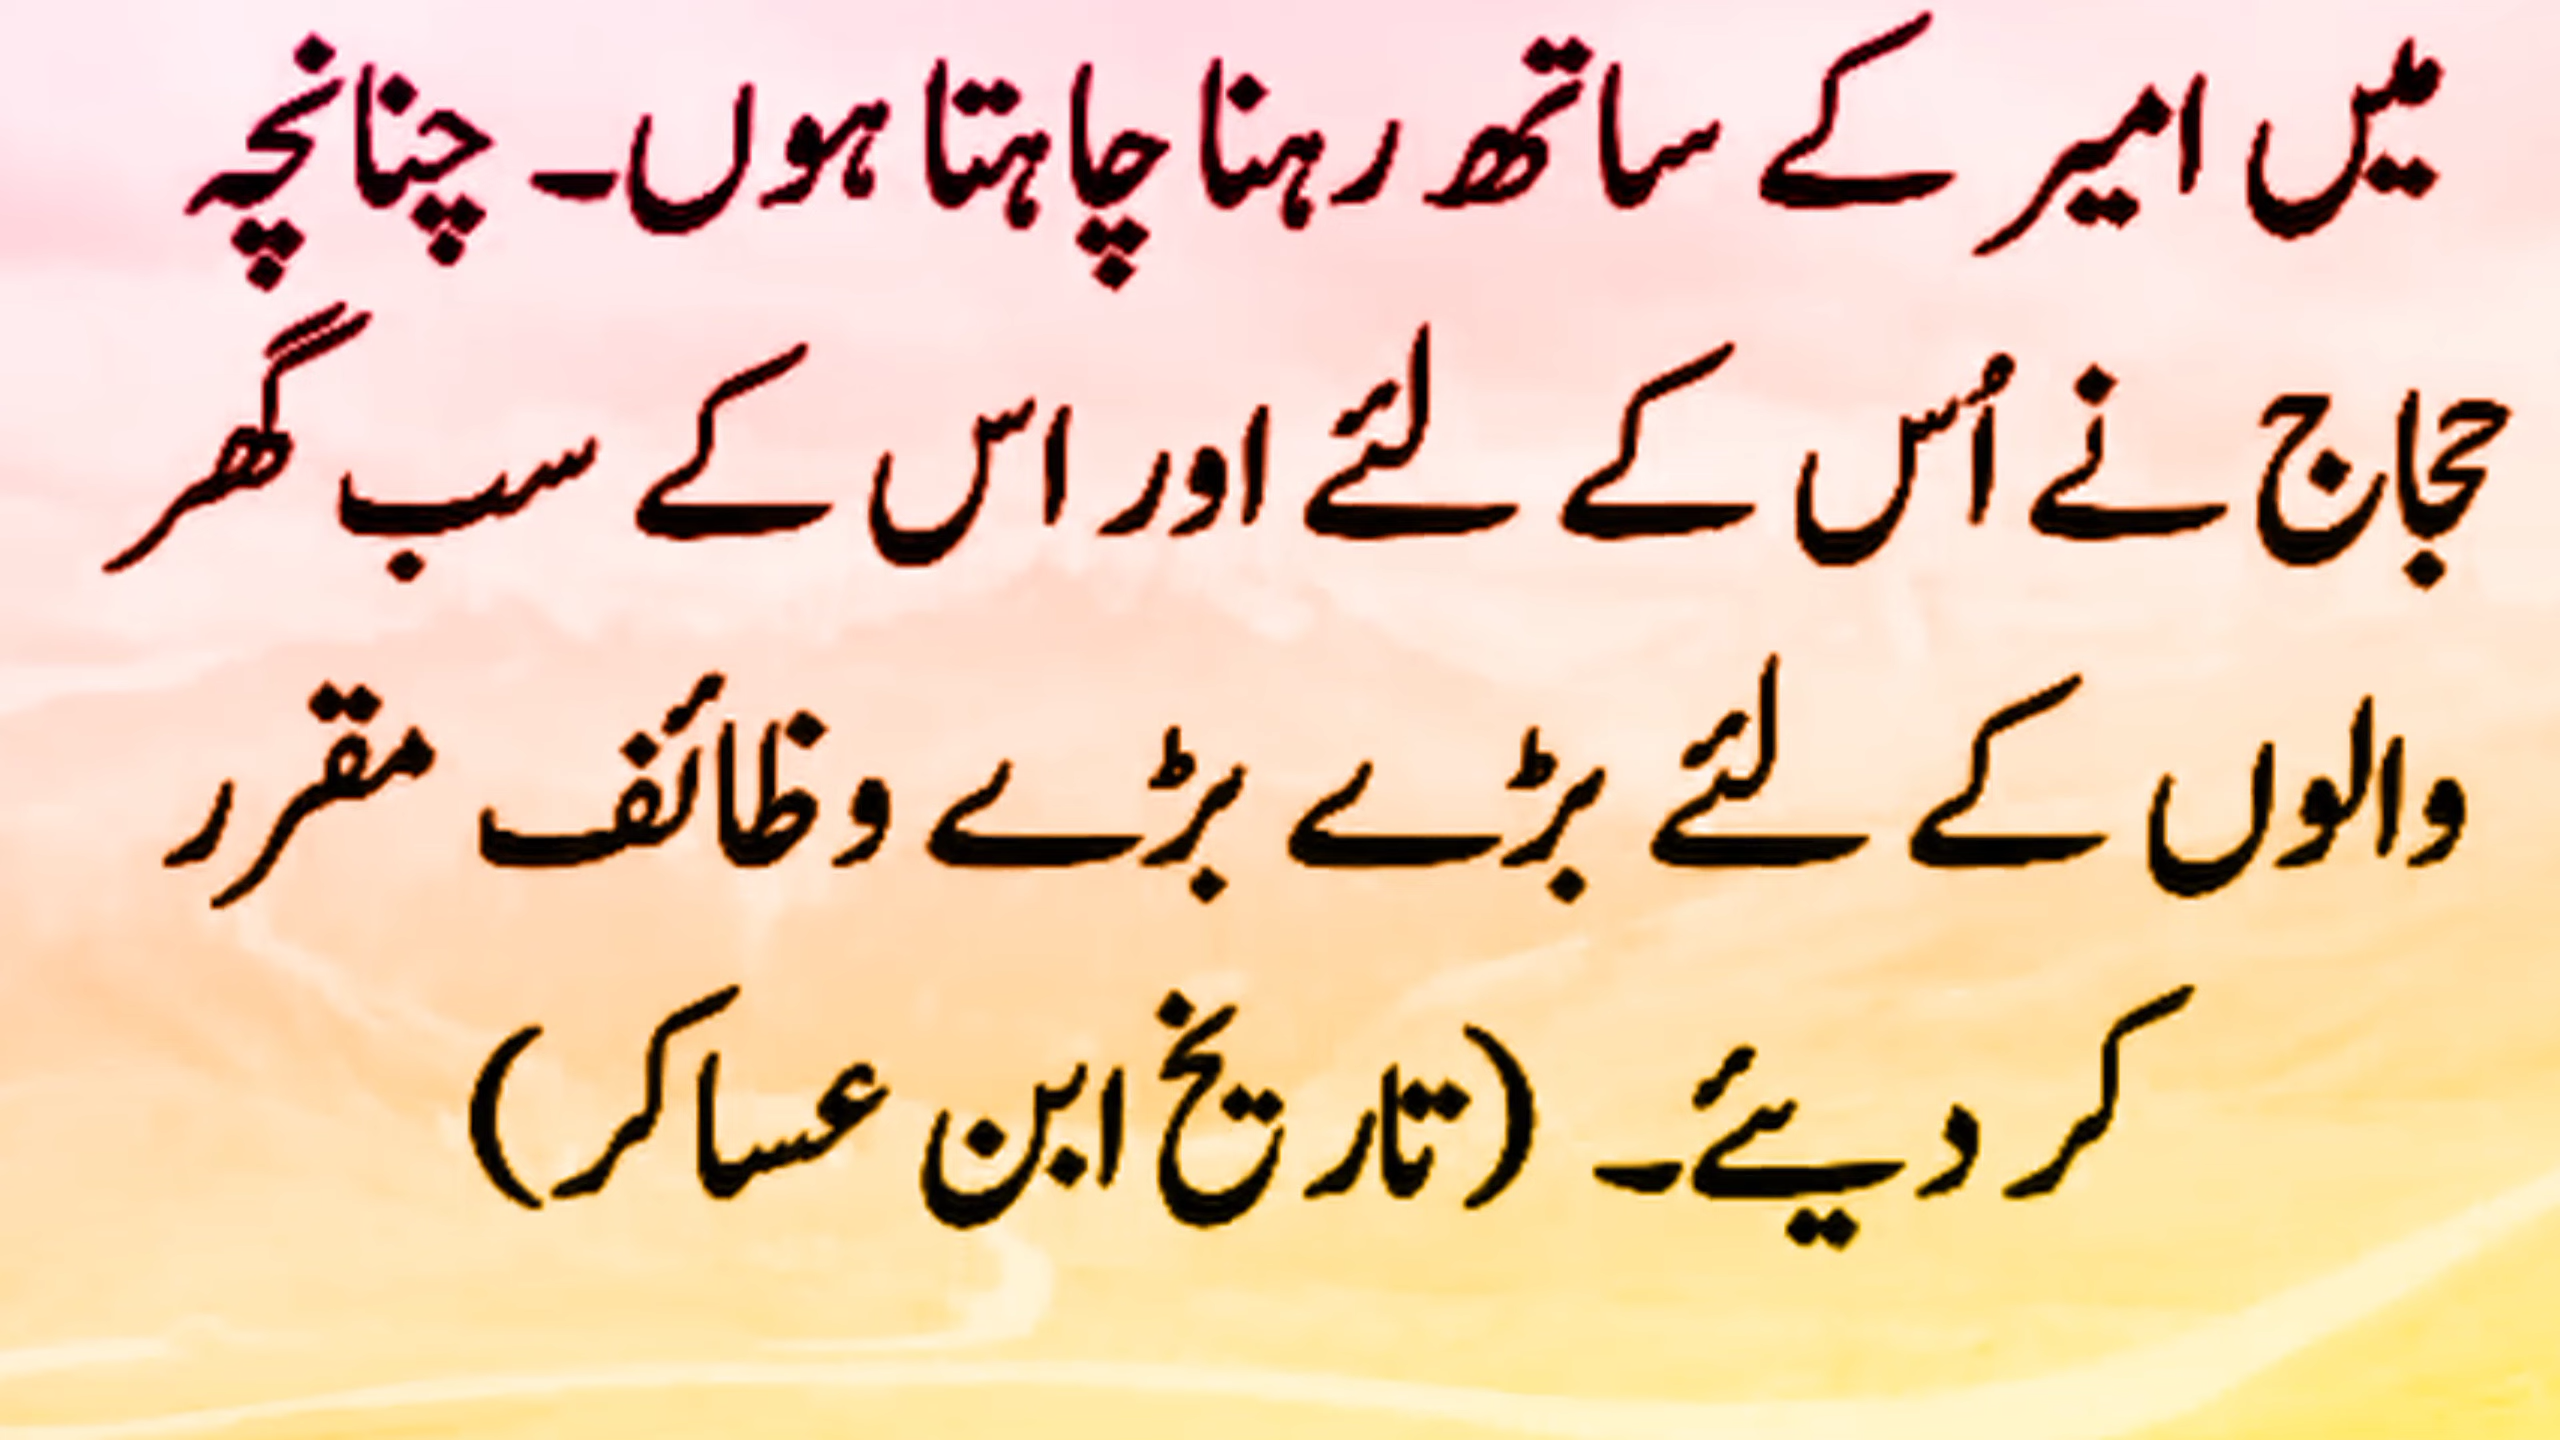 میں امیر کے ساتھ رہنا چاہتا ہوں۔ چنانچہ
حجاج نے اُس کے لئے اور اس کے سب گھر
والوں کے لئے بڑے بڑے وظائف مقرر
کر دیئے۔ (تاریخ ابن عساکر)